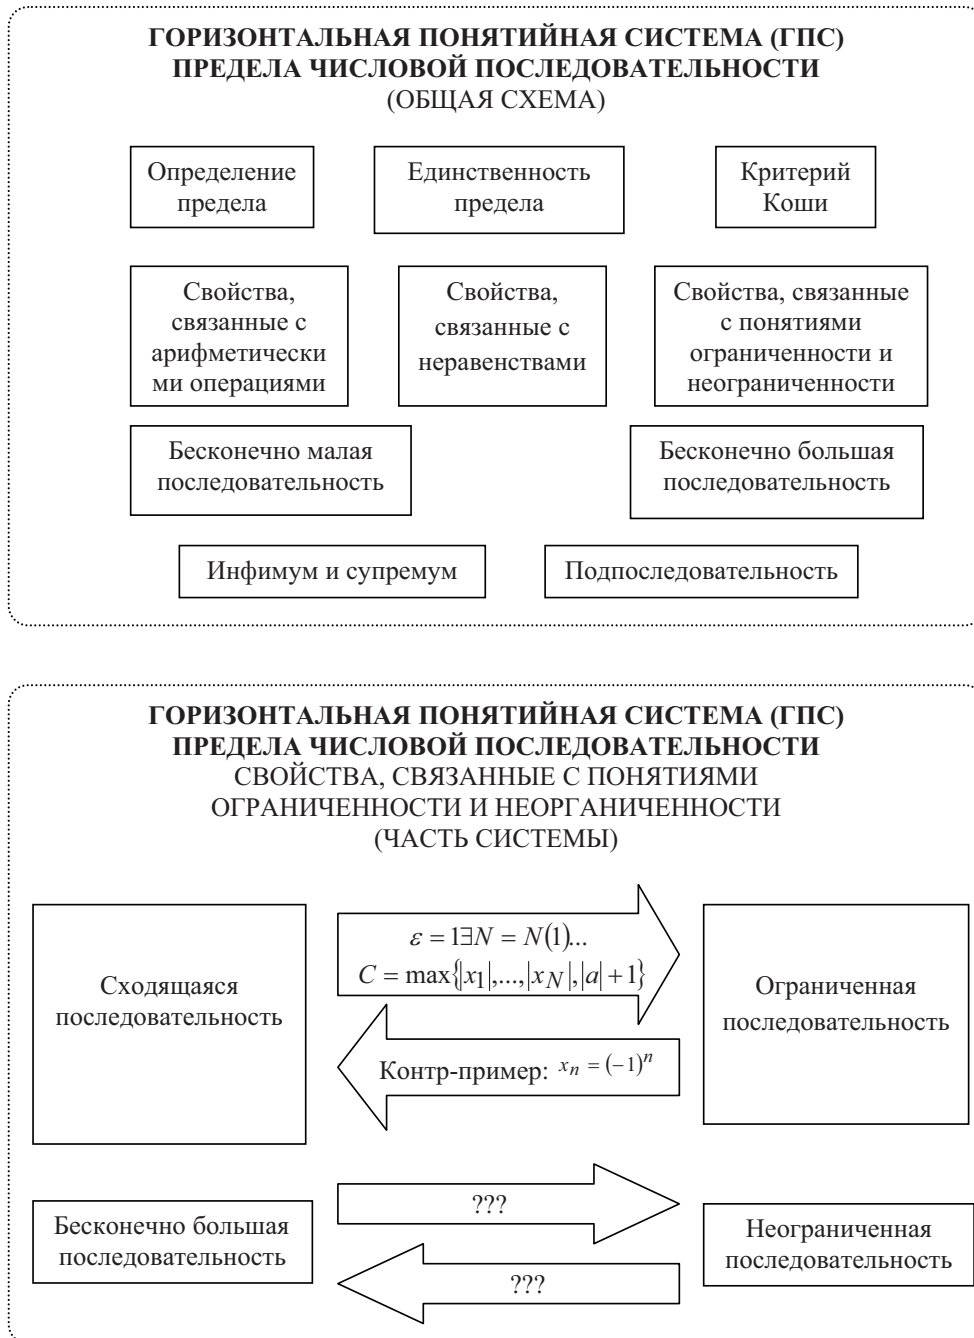 ГОРИЗОНТАЛЬНАЯ ПОНЯТИЙНАЯ СИСТЕМА (ГПС)
ПРЕДЕЛА ЧИСЛОВОЙ ПОСЛЕДОВАТЕЛЬНОСТИ
(ОБЩАЯ СХЕМА)
Определение
предела
Единственность
предела
Критерий
Коши
Свойства,
связанные с
арифметически
ми операциями
Свойства,
связанные с
неравенствами
Свойства, связанные
с понятиями
ограниченности и
неограниченности
Бесконечно малая
последовательность
Бесконечно большая
последовательность
Инфимум и супремум
Подпоследовательность
ГОРИЗОНТАЛЬНАЯ ПОНЯТИЙНАЯ СИСТЕМА (ГПС)
ПРЕДЕЛА ЧИСЛОВОЙ ПОСЛЕДОВАТЕЛЬНОСТИ
СВОЙСТВА, СВЯЗАННЫЕ С ПОНЯТИЯМИ
ОГРАНИЧЕННОСТИ И НЕОРГАНИЧЕННОСТИ
(ЧАСТЬ СИСТЕМЫ)
Сходящаяся
последовательность
ε = 1∃N = N(1)...
C = max{|x₁|,...,|x_N|,|a|+1}
Контр-пример: xₙ = (−1)ⁿ
Ограниченная
последовательность
Бесконечно большая
последовательность
???
???
Неограниченная
последовательность